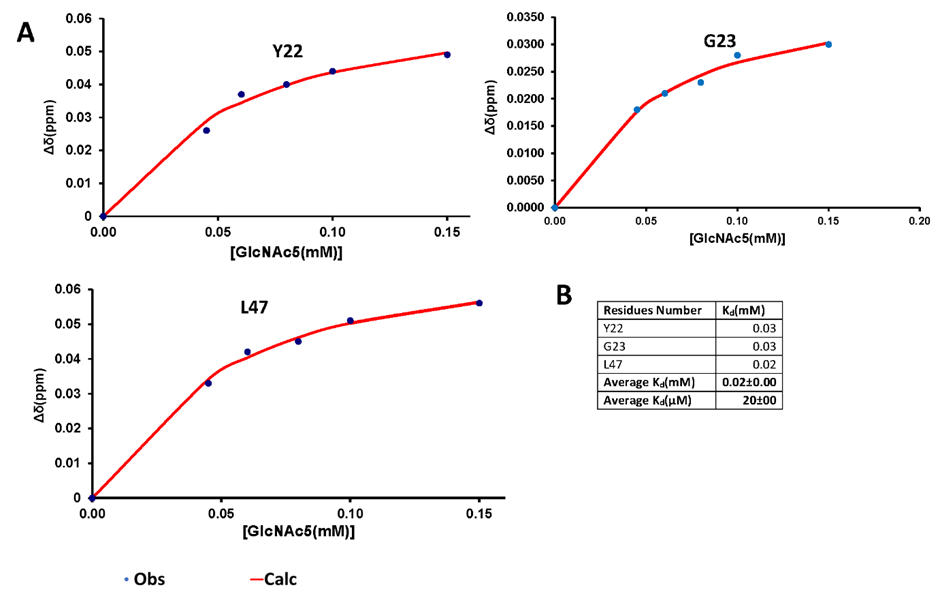 A
Y22
0.06
0.05
0.04
0.03
0.02
0.01
0
Δδ(ppm)
0.00 0.05 0.10 0.15
[GlcNAc5(mM)]
G23
0.0350
0.0300
0.0250
0.0200
0.0150
0.0100
0.0050
0.0000
Δδ(ppm)
0.00 0.05 0.10 0.15 0.20
[GlcNAc5(mM)]
L47
0.06
0.05
0.04
0.03
0.02
0.01
0
Δδ(ppm)
0.00 0.05 0.10 0.15
[GlcNAc5(mM)]
Obs Calc
B
Residues Number Kd(mM)
Y22 0.03
G23 0.03
L47 0.02
Average Kd(mM) 0.02±0.00
Average Kd(μM) 20±00